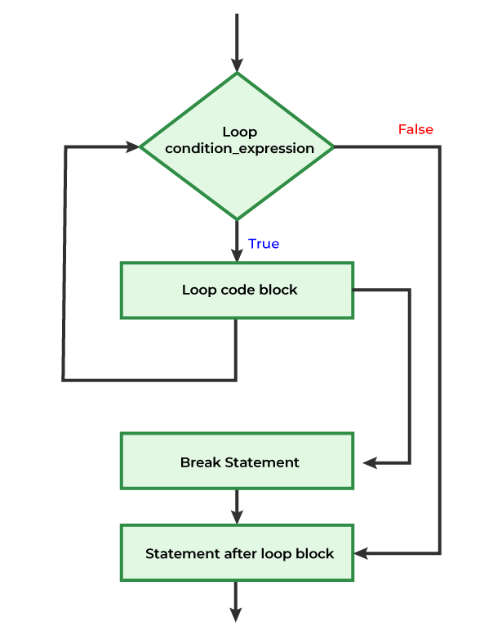 Loop
condition_expression
False
True
Loop code block
Break Statement
Statement after loop block